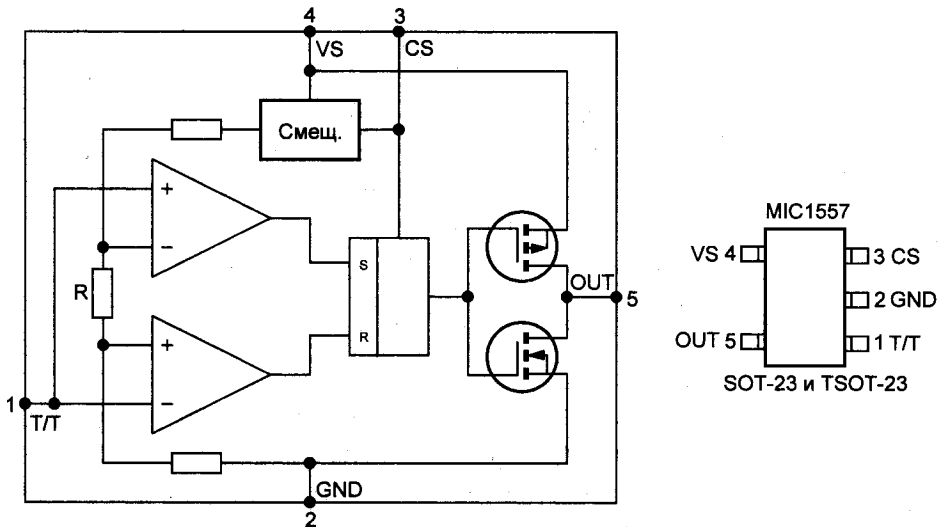 4
3
VS
CS
Смещ.
+
−
S
R
R
+
−
OUT
5
1
T/T
GND
2
MIC1557
VS 4
3 CS
2 GND
OUT 5
1 T/T
SOT-23 и TSOT-23